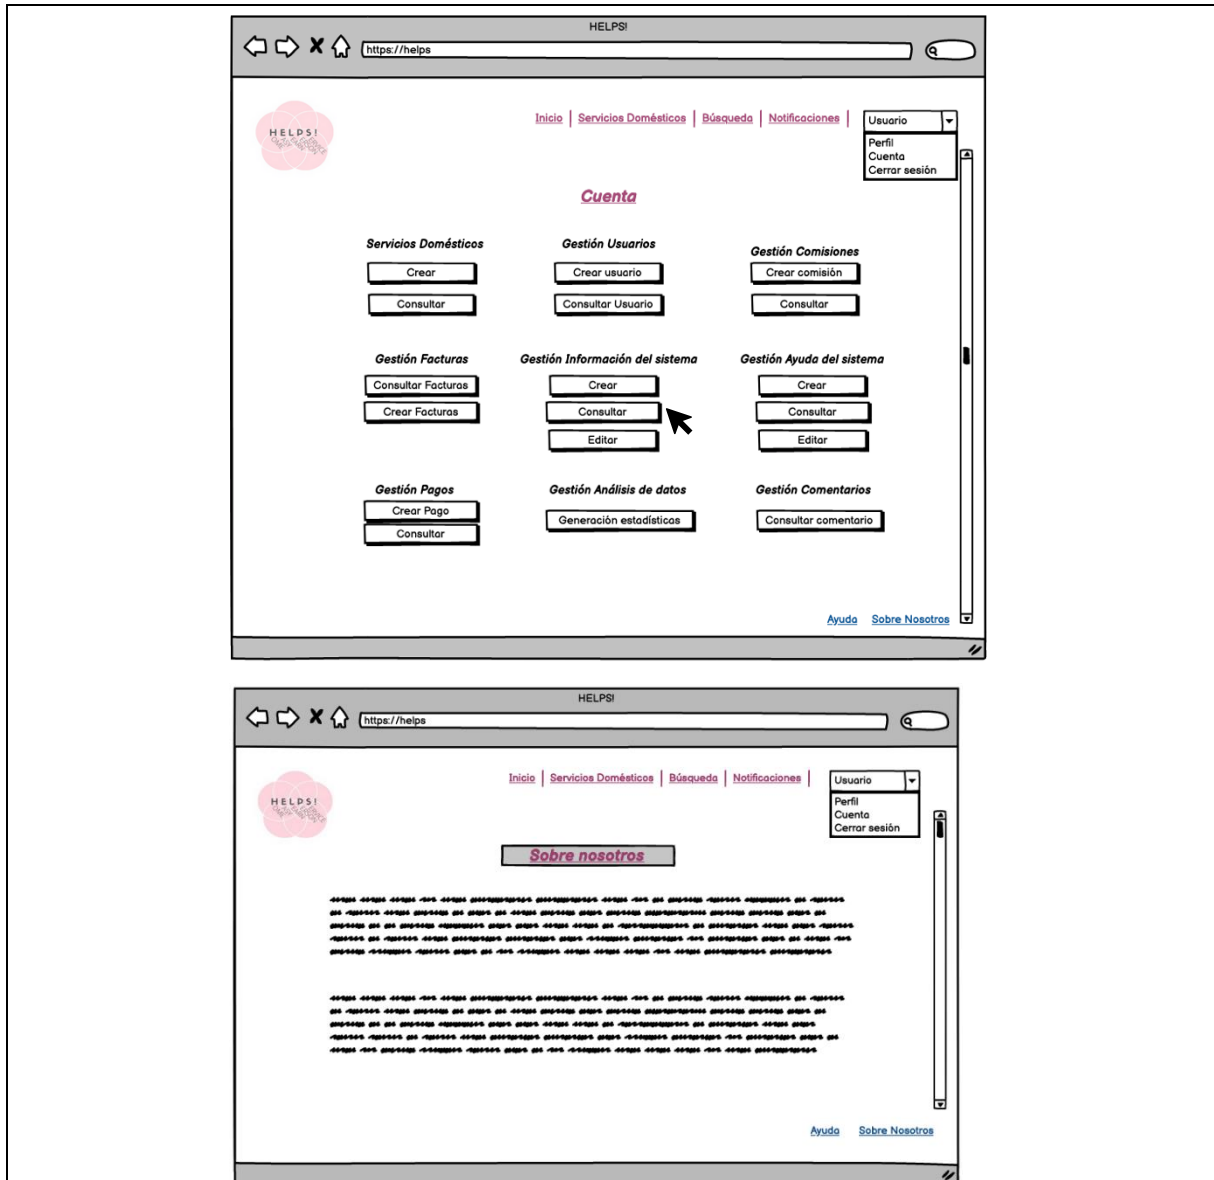 HELPS!
https://helps
HELPS!
Inicio Servicios Domésticos Búsqueda Notificaciones
Usuario
Perfil
Cuenta
Cerrar sesión
Cuenta
Servicios Domésticos
Crear
Consultar
Gestión Usuarios
Crear usuario
Consultar Usuario
Gestión Comisiones
Crear comisión
Consultar
Gestión Facturas
Consultar Facturas
Crear Facturas
Gestión Información del sistema
Crear
Consultar
Editar
Gestión Ayuda del sistema
Crear
Consultar
Editar
Gestión Pagos
Crear Pago
Consultar
Gestión Análisis de datos
Generación estadísticas
Gestión Comentarios
Consultar comentario
Ayuda Sobre Nosotros
HELPS!
https://helps
HELPS!
Inicio Servicios Domésticos Búsqueda Notificaciones
Usuario
Perfil
Cuenta
Cerrar sesión
Sobre nosotros
Ayuda Sobre Nosotros